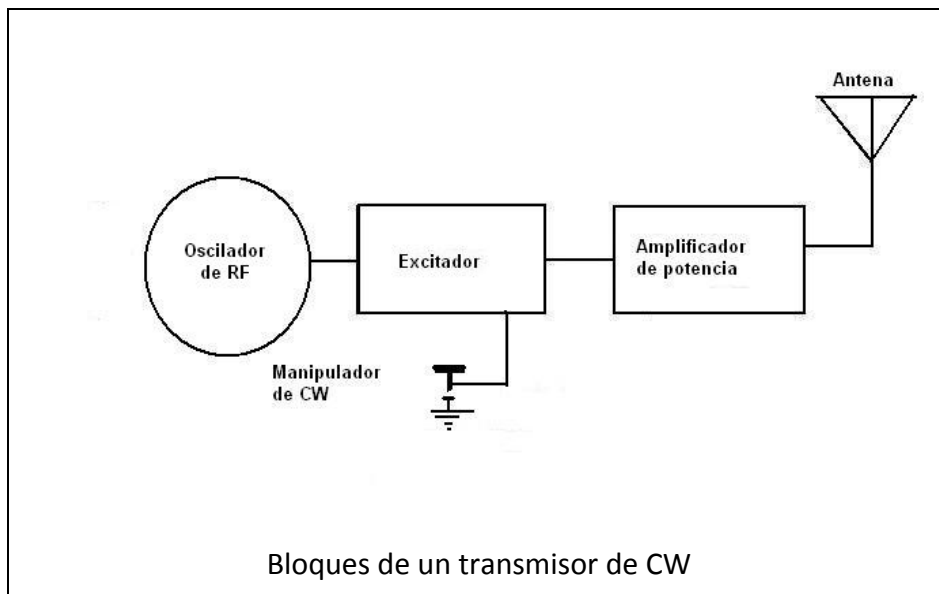 Antena
Oscilador
de RF
Excitador
Amplificador
de potencia
Manipulador
de CW
Bloques de un transmisor de CW